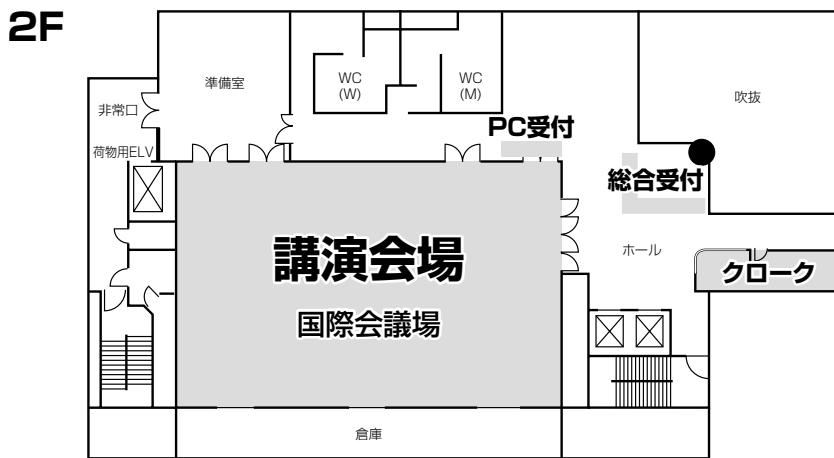 2F
準備室
WC
(W)
WC
(M)
吹抜
非常口
荷物用ELV
PC受付
総合受付
講演会場
国際会議場
ホール
クローク
倉庫